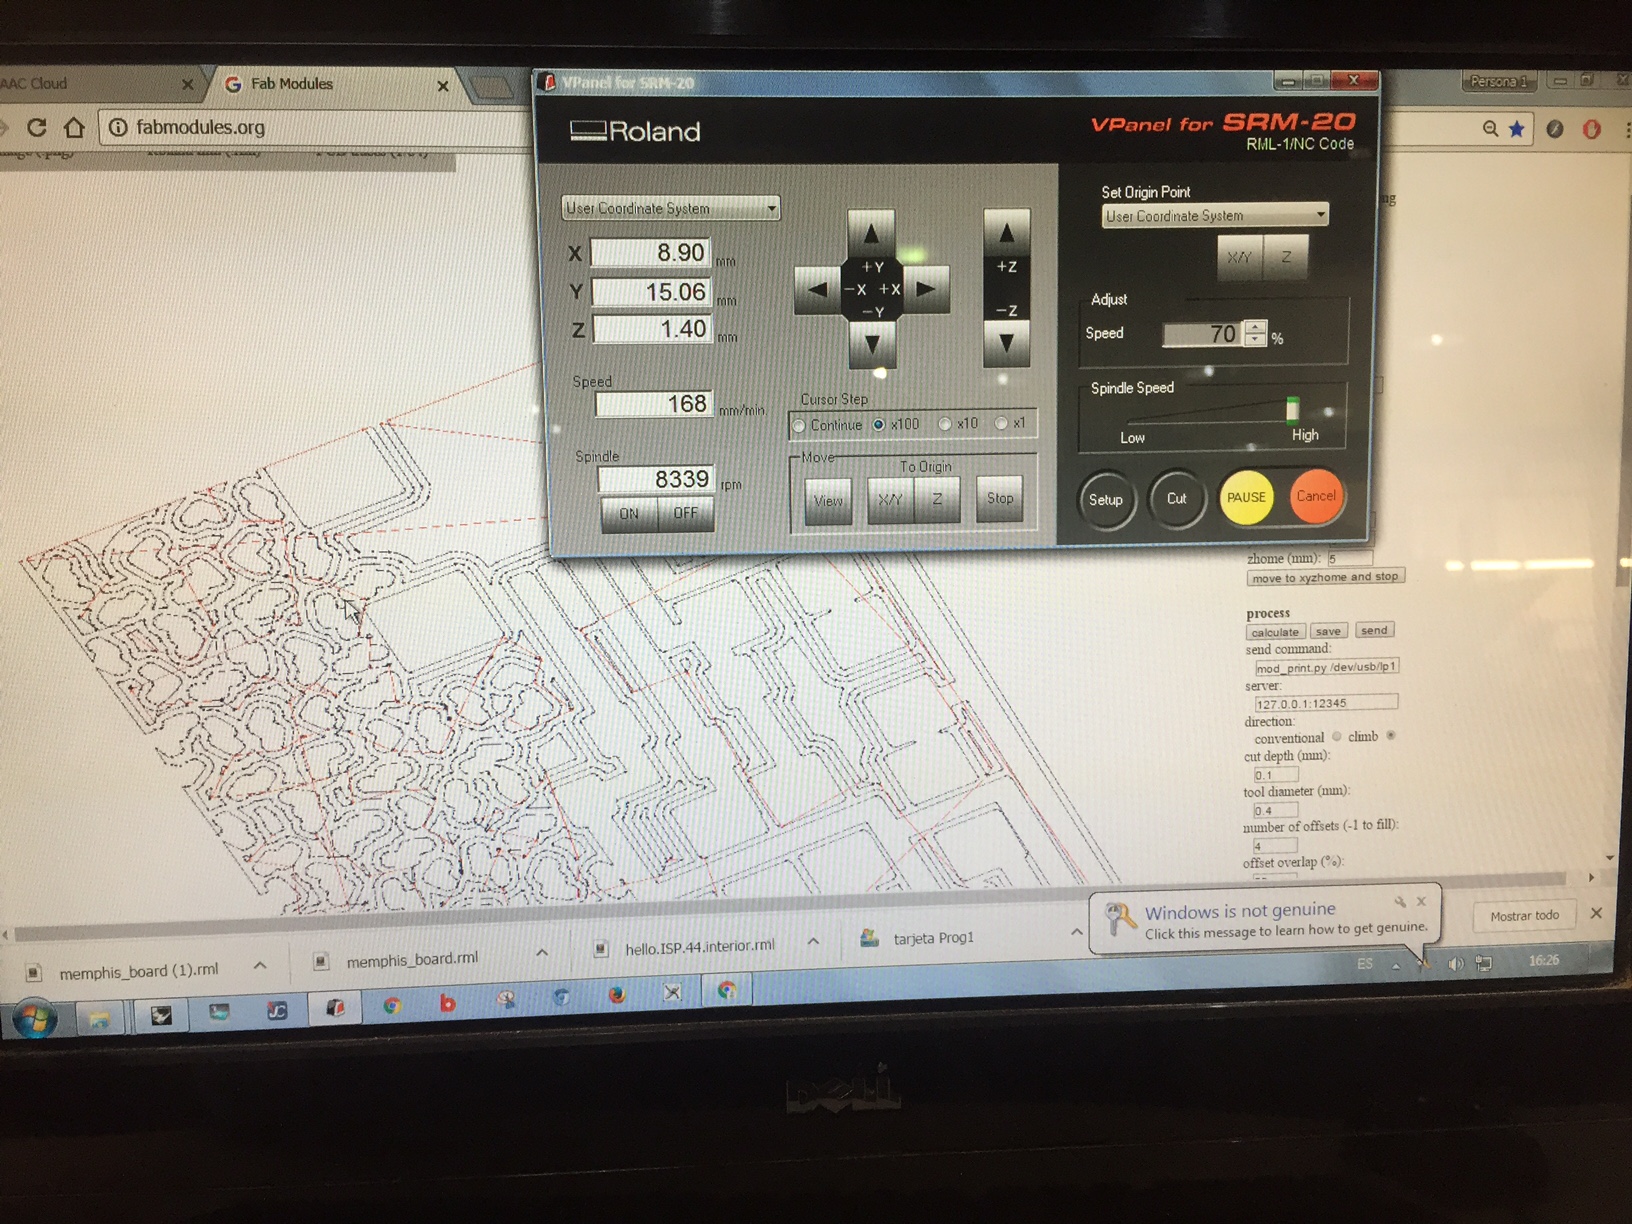 AAC Cloud
Fab Modules
Persona 1
fabmodules.org
VPanel for SRM-20
Roland
VPanel for SRM-20
RML-1/NC Code
User Coordinate System
X 8.90 mm
Y 15.06 mm
Z 1.40 mm
+Y
-X +X
-Y
+Z
-Z
Speed
168 mm/min
Spindle
8339 rpm
ON OFF
Cursor Step
Continue x100 x10 x1
Move
To Origin
View X/Y Z Stop
Set Origin Point
User Coordinate System
X/Y Z
Adjust
Speed 70 %
Spindle Speed
Low High
Setup Cut PAUSE Cancel
zhome (mm): 5
move to xyzhome and stop
process
calculate save send
send command:
mod_print.py /dev/usb/lp1
server:
127.0.0.1:12345
direction:
conventional climb
cut depth (mm):
0.1
tool diameter (mm):
0.4
number of offsets (-1 to fill):
4
offset overlap (%):
Windows is not genuine
Click this message to learn how to get genuine.
memphis_board (1).rml
memphis_board.rml
hello.ISP.44.interior.rml
tarjeta Prog1
Mostrar todo
ES
16:26
DELL